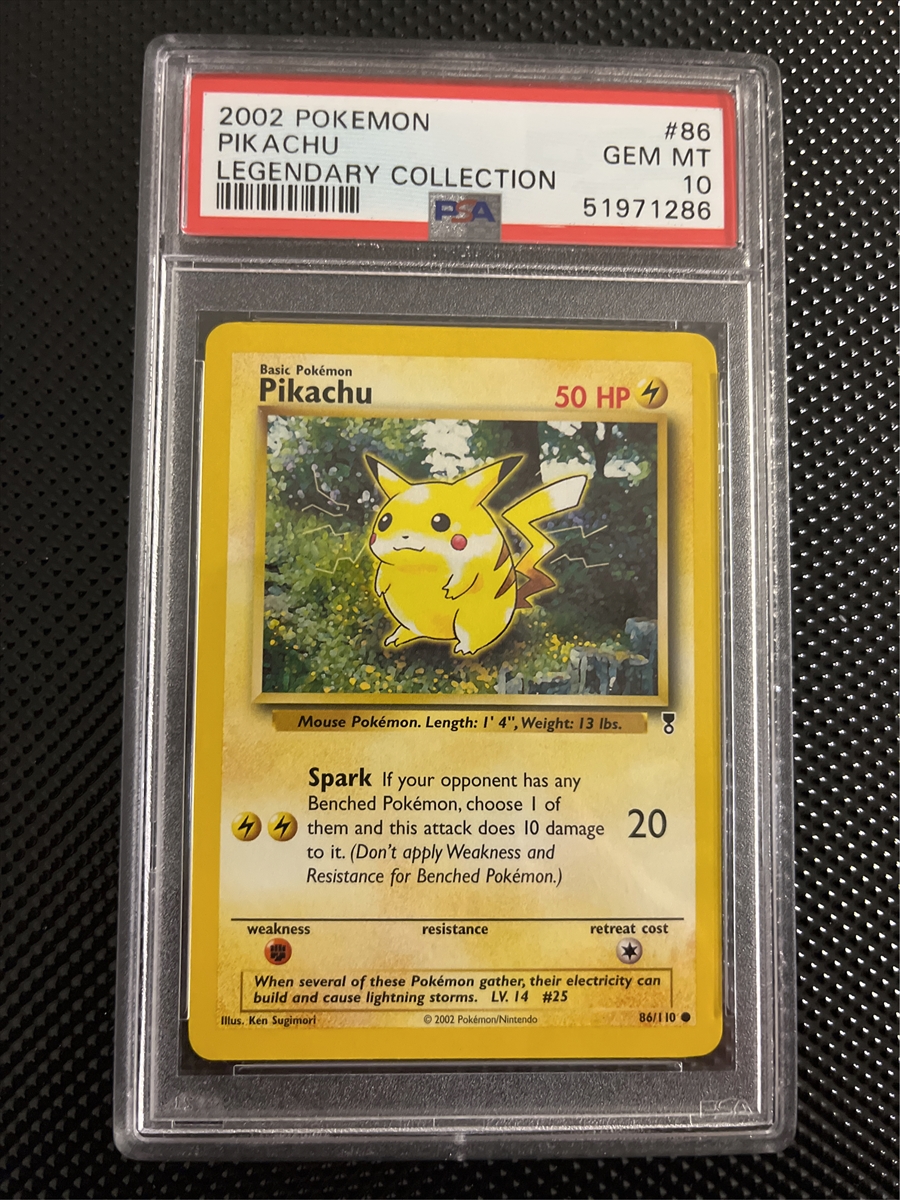 2002 POKEMON #86
PIKACHU GEM MT
LEGENDARY COLLECTION 10
51971286
PSA
Basic Pokémon
Pikachu 50 HP
Mouse Pokémon. Length: 1' 4", Weight: 13 lbs.
Spark If your opponent has any
Benched Pokémon, choose 1 of
them and this attack does 10 damage 20
to it. (Don't apply Weakness and
Resistance for Benched Pokémon.)
weakness resistance retreat cost
When several of these Pokémon gather, their electricity can
build and cause lightning storms. LV. 14 #25
Illus. Ken Sugimori © 2002 Pokémon/Nintendo 86/110
PSA